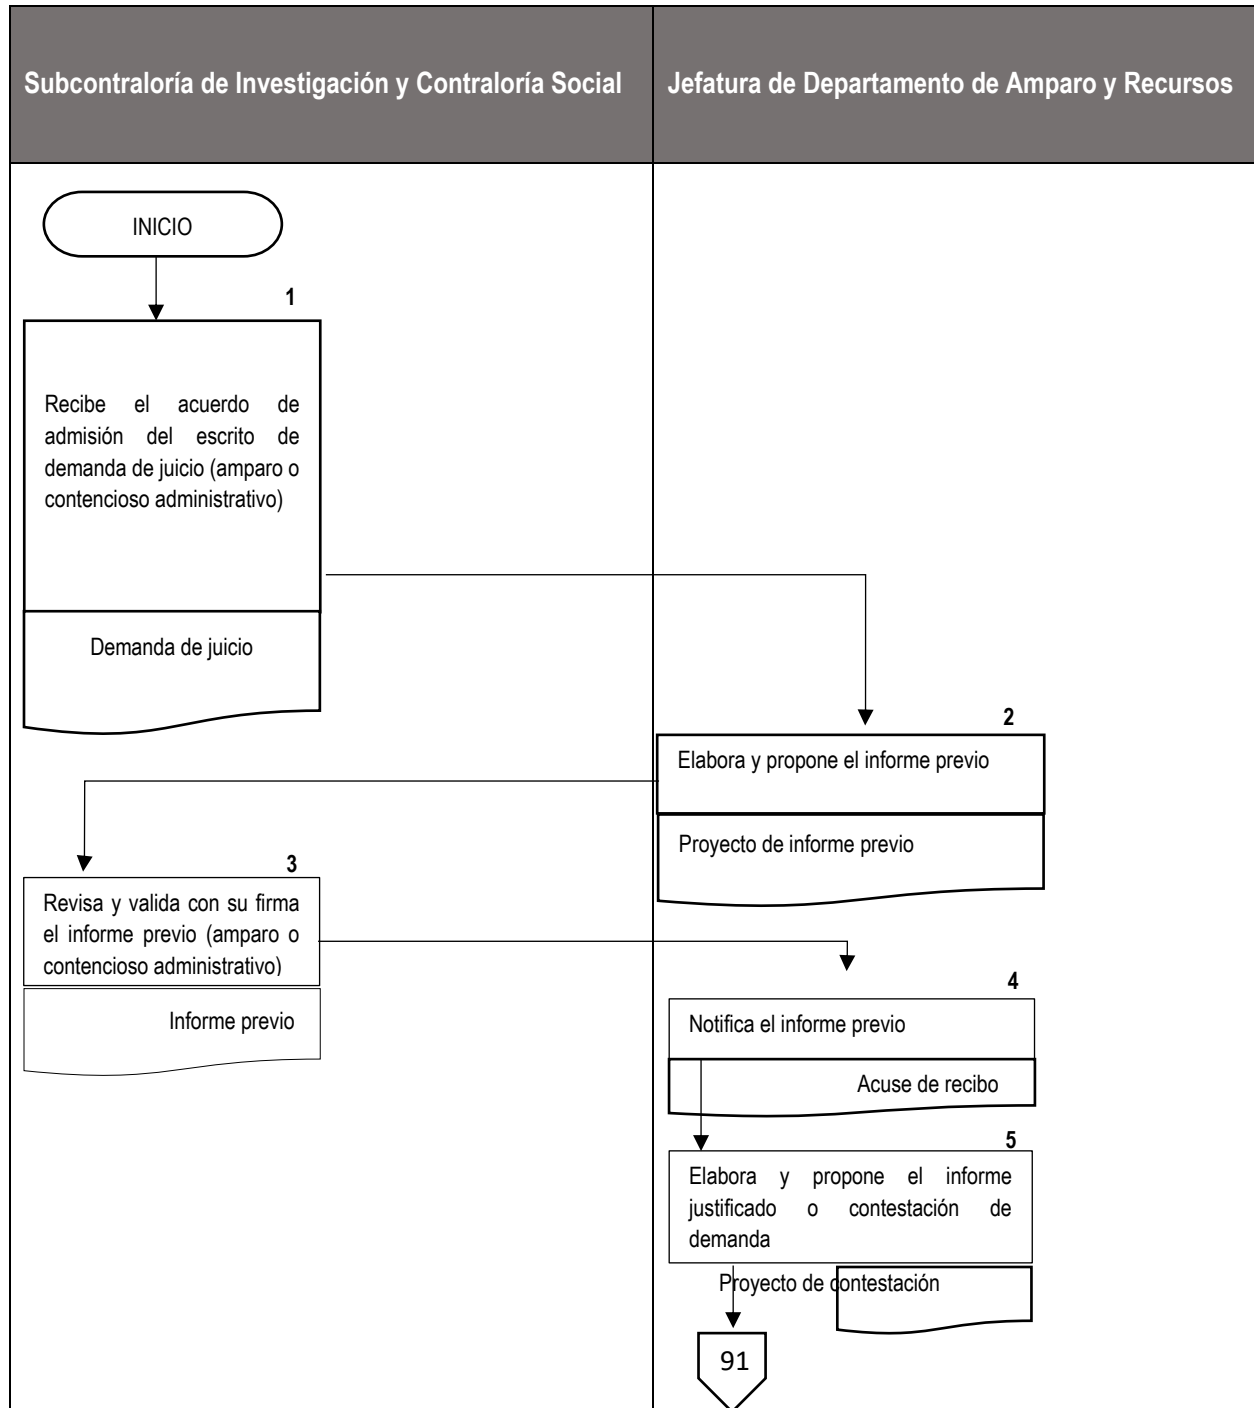 Subcontraloría de Investigación y Contraloría Social
Jefatura de Departamento de Amparo y Recursos
INICIO
1
Recibe el acuerdo de
admisión del escrito de
demanda de juicio (amparo o
contencioso administrativo)
Demanda de juicio
2
Elabora y propone el informe previo
Proyecto de informe previo
3
Revisa y valida con su firma
el informe previo (amparo o
contencioso administrativo)
Informe previo
4
Notifica el informe previo
Acuse de recibo
5
Elabora y propone el informe
justificado o contestación de
demanda
Proyecto de contestación
91